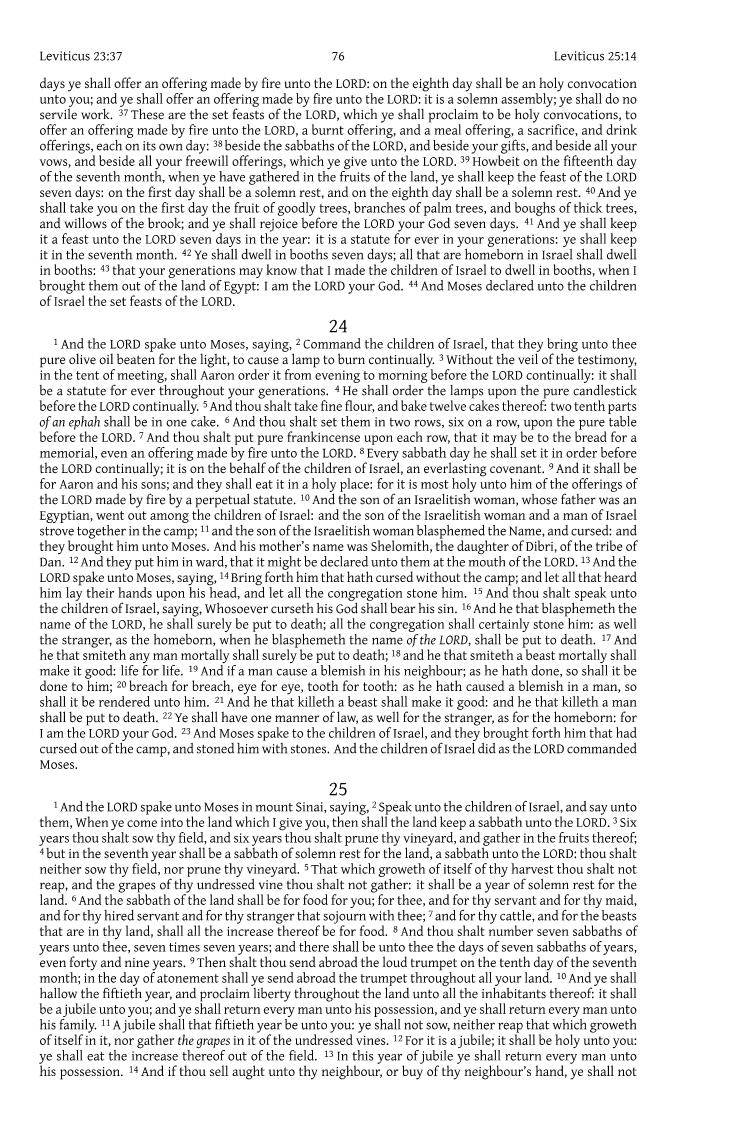 Leviticus 23:37 76 Leviticus 25:14
days ye shall offer an offering made by fire unto the LORD: on the eighth day shall be an holy convocation
unto you; and ye shall offer an offering made by fire unto the LORD: it is a solemn assembly; ye shall do no
servile work. 37 These are the set feasts of the LORD, which ye shall proclaim to be holy convocations, to
offer an offering made by fire unto the LORD, a burnt offering, and a meal offering, a sacrifice, and drink
offerings, each on its own day: 38 beside the sabbaths of the LORD, and beside your gifts, and beside all your
vows, and beside all your freewill offerings, which ye give unto the LORD. 39 Howbeit on the fifteenth day
of the seventh month, when ye have gathered in the fruits of the land, ye shall keep the feast of the LORD
seven days: on the first day shall be a solemn rest, and on the eighth day shall be a solemn rest. 40 And ye
shall take you on the first day the fruit of goodly trees, branches of palm trees, and boughs of thick trees,
and willows of the brook; and ye shall rejoice before the LORD your God seven days. 41 And ye shall keep
it a feast unto the LORD seven days in the year: it is a statute for ever in your generations: ye shall keep
it in the seventh month. 42 Ye shall dwell in booths seven days; all that are homeborn in Israel shall dwell
in booths: 43 that your generations may know that I made the children of Israel to dwell in booths, when I
brought them out of the land of Egypt: I am the LORD your God. 44 And Moses declared unto the children
of Israel the set feasts of the LORD.
24
1 And the LORD spake unto Moses, saying, 2 Command the children of Israel, that they bring unto thee
pure olive oil beaten for the light, to cause a lamp to burn continually. 3 Without the veil of the testimony,
in the tent of meeting, shall Aaron order it from evening to morning before the LORD continually: it shall
be a statute for ever throughout your generations. 4 He shall order the lamps upon the pure candlestick
before the LORD continually. 5 And thou shalt take fine flour, and bake twelve cakes thereof: two tenth parts
of an ephah shall be in one cake. 6 And thou shalt set them in two rows, six on a row, upon the pure table
before the LORD. 7 And thou shalt put pure frankincense upon each row, that it may be to the bread for a
memorial, even an offering made by fire unto the LORD. 8 Every sabbath day he shall set it in order before
the LORD continually; it is on the behalf of the children of Israel, an everlasting covenant. 9 And it shall be
for Aaron and his sons; and they shall eat it in a holy place: for it is most holy unto him of the offerings of
the LORD made by fire by a perpetual statute. 10 And the son of an Israelitish woman, whose father was an
Egyptian, went out among the children of Israel: and the son of the Israelitish woman and a man of Israel
strove together in the camp; 11 and the son of the Israelitish woman blasphemed the Name, and cursed: and
they brought him unto Moses. And his mother’s name was Shelomith, the daughter of Dibri, of the tribe of
Dan. 12 And they put him in ward, that it might be declared unto them at the mouth of the LORD. 13 And the
LORD spake unto Moses, saying, 14 Bring forth him that hath cursed without the camp; and let all that heard
him lay their hands upon his head, and let all the congregation stone him. 15 And thou shalt speak unto
the children of Israel, saying, Whosoever curseth his God shall bear his sin. 16 And he that blasphemeth the
name of the LORD, he shall surely be put to death; all the congregation shall certainly stone him: as well
the stranger, as the homeborn, when he blasphemeth the name of the LORD, shall be put to death. 17 And
he that smiteth any man mortally shall surely be put to death; 18 and he that smiteth a beast mortally shall
make it good: life for life. 19 And if a man cause a blemish in his neighbour; as he hath done, so shall it be
done to him; 20 breach for breach, eye for eye, tooth for tooth: as he hath caused a blemish in a man, so
shall it be rendered unto him. 21 And he that killeth a beast shall make it good: and he that killeth a man
shall be put to death. 22 Ye shall have one manner of law, as well for the stranger, as for the homeborn: for
I am the LORD your God. 23 And Moses spake to the children of Israel, and they brought forth him that had
cursed out of the camp, and stoned him with stones. And the children of Israel did as the LORD commanded
Moses.
25
1 And the LORD spake unto Moses in mount Sinai, saying, 2 Speak unto the children of Israel, and say unto
them, When ye come into the land which I give you, then shall the land keep a sabbath unto the LORD. 3 Six
years thou shalt sow thy field, and six years thou shalt prune thy vineyard, and gather in the fruits thereof;
4 but in the seventh year shall be a sabbath of solemn rest for the land, a sabbath unto the LORD: thou shalt
neither sow thy field, nor prune thy vineyard. 5 That which groweth of itself of thy harvest thou shalt not
reap, and the grapes of thy undressed vine thou shalt not gather: it shall be a year of solemn rest for the
land. 6 And the sabbath of the land shall be for food for you; for thee, and for thy servant and for thy maid,
and for thy hired servant and for thy stranger that sojourn with thee; 7 and for thy cattle, and for the beasts
that are in thy land, shall all the increase thereof be for food. 8 And thou shalt number seven sabbaths of
years unto thee, seven times seven years; and there shall be unto thee the days of seven sabbaths of years,
even forty and nine years. 9 Then shalt thou send abroad the loud trumpet on the tenth day of the seventh
month; in the day of atonement shall ye send abroad the trumpet throughout all your land. 10 And ye shall
hallow the fiftieth year, and proclaim liberty throughout the land unto all the inhabitants thereof: it shall
be a jubile unto you; and ye shall return every man unto his possession, and ye shall return every man unto
his family. 11 A jubile shall that fiftieth year be unto you: ye shall not sow, neither reap that which groweth
of itself in it, nor gather the grapes in it of the undressed vines. 12 For it is a jubile; it shall be holy unto you:
ye shall eat the increase thereof out of the field. 13 In this year of jubile ye shall return every man unto
his possession. 14 And if thou sell aught unto thy neighbour, or buy of thy neighbour’s hand, ye shall not